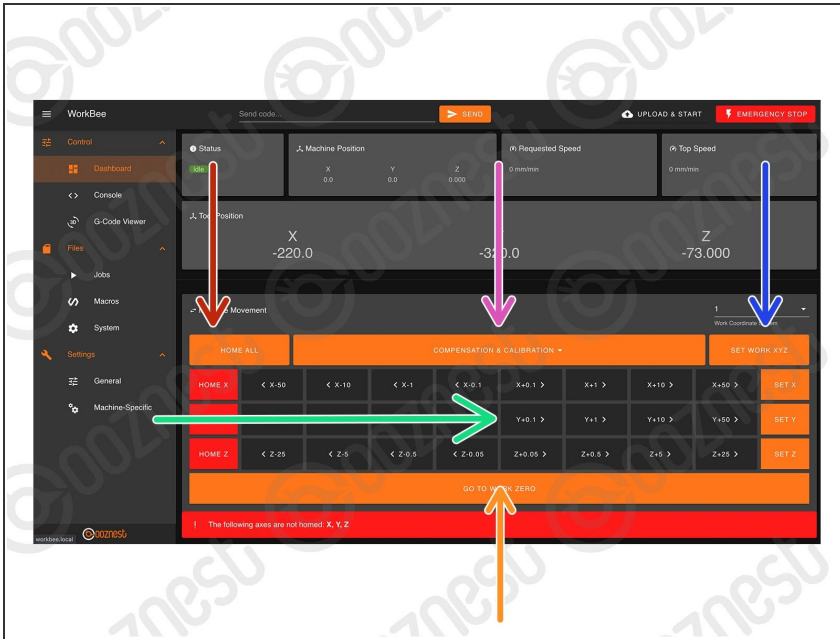 WorkBee
Send code...
SEND
UPLOAD & START
EMERGENCY STOP
Control
Dashboard
Console
G-Code Viewer
Files
Jobs
Macros
System
Settings
General
Machine-Specific
workbee.local
ooznest
Status
Idle
Machine Position
X Y Z
0.0 0.0 0.000
Requested Speed
0 mm/min
Top Speed
0 mm/min
Position
X Z
-220.0 -73.000
Movement
1
Work Coordinate
HOME ALL
COMPENSATION & CALIBRATION
SET WORK XYZ
HOME X < X-50 < X-10 < X-1 < X-0.1 X+0.1 > X+1 > X+10 > X+50 > SET X
Y+0.1 > Y+1 > Y+10 > Y+50 > SET Y
HOME Z < Z-25 < Z-5 < Z-0.5 < Z-0.05 Z+0.05 > Z+0.5 > Z+5 > Z+25 > SET Z
GO TO ZERO
! The following axes are not homed: X, Y, Z